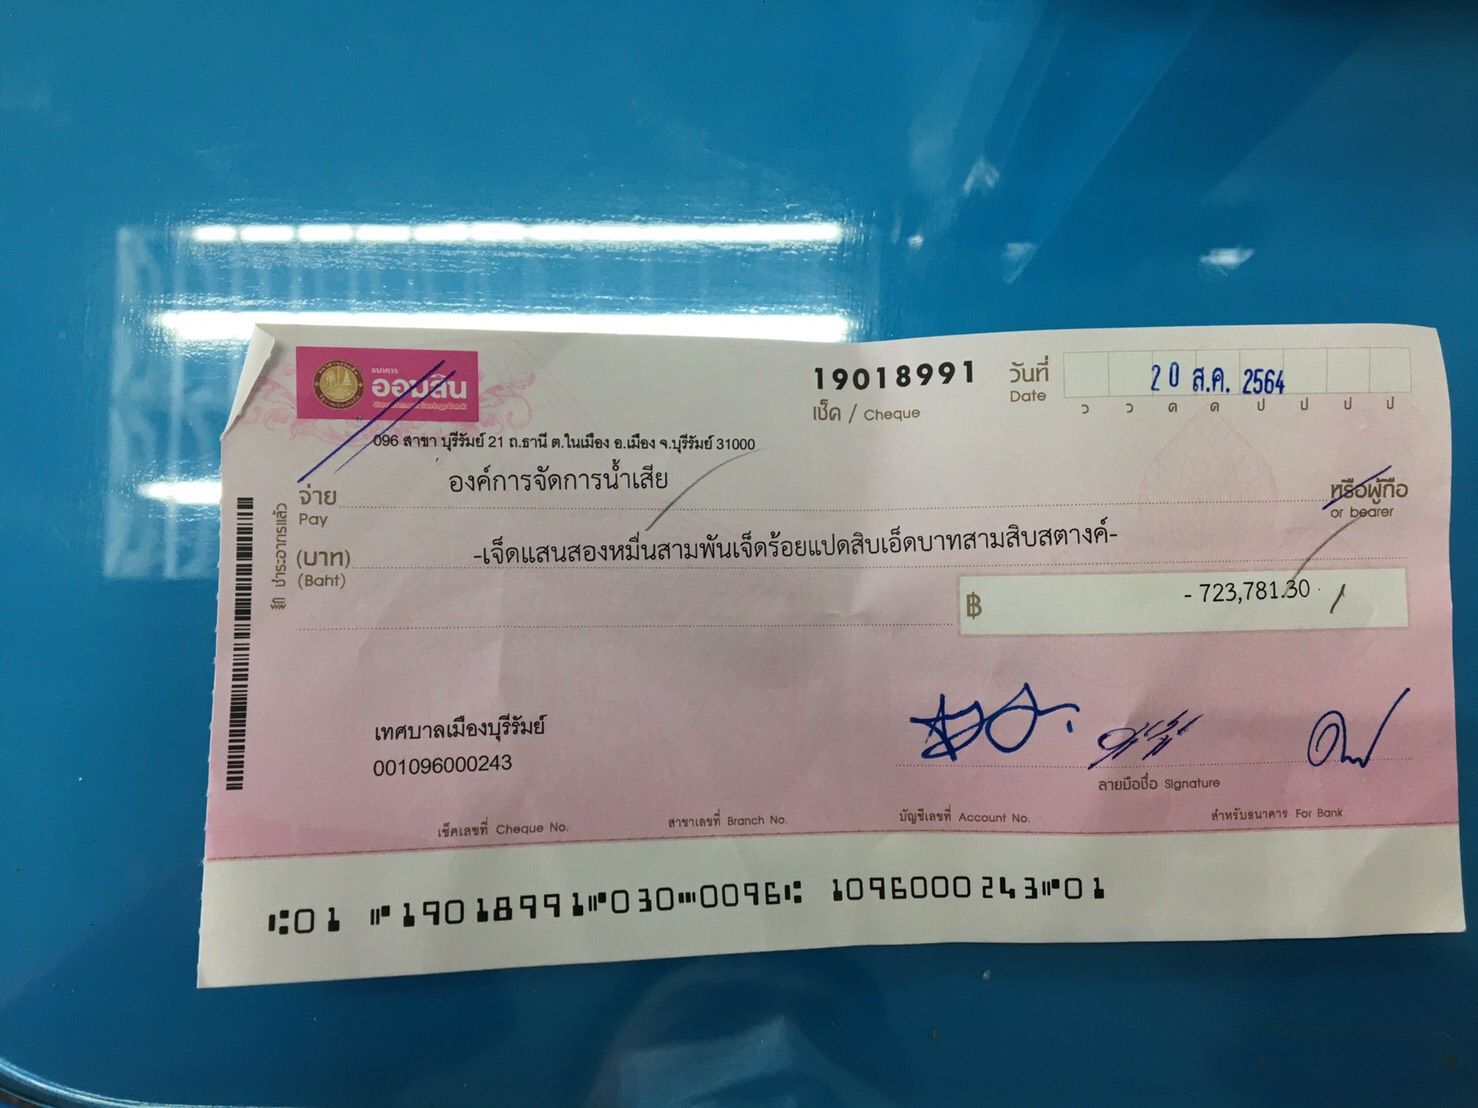 ธนาคาร
ออมสิน
Government Savings Bank
19018991
เช็ค / Cheque
วันที่ 20 ส.ค. 2564
Date
ว ว ด ด ป ป ป ป
096 สาขา บุรีรัมย์ 21 ถ.ธานี ต.ในเมือง อ.เมือง จ.บุรีรัมย์ 31000
จ่าย องค์การจัดการน้ำเสีย หรือผู้ถือ
Pay or bearer
(บาท) -เจ็ดแสนสองหมื่นสามพันเจ็ดร้อยแปดสิบเอ็ดบาทสามสิบสตางค์-
(Baht)
฿ - 723,781.30
ชำระอากรแล้ว
เทศบาลเมืองบุรีรัมย์
001096000243
ลายมือชื่อ Signature
เช็คเลขที่ Cheque No. สาขาเลขที่ Branch No. บัญชีเลขที่ Account No. สำหรับธนาคาร For Bank
⑆01 ⑈19018991⑈030⑉0096⑆ 1096000243⑈01